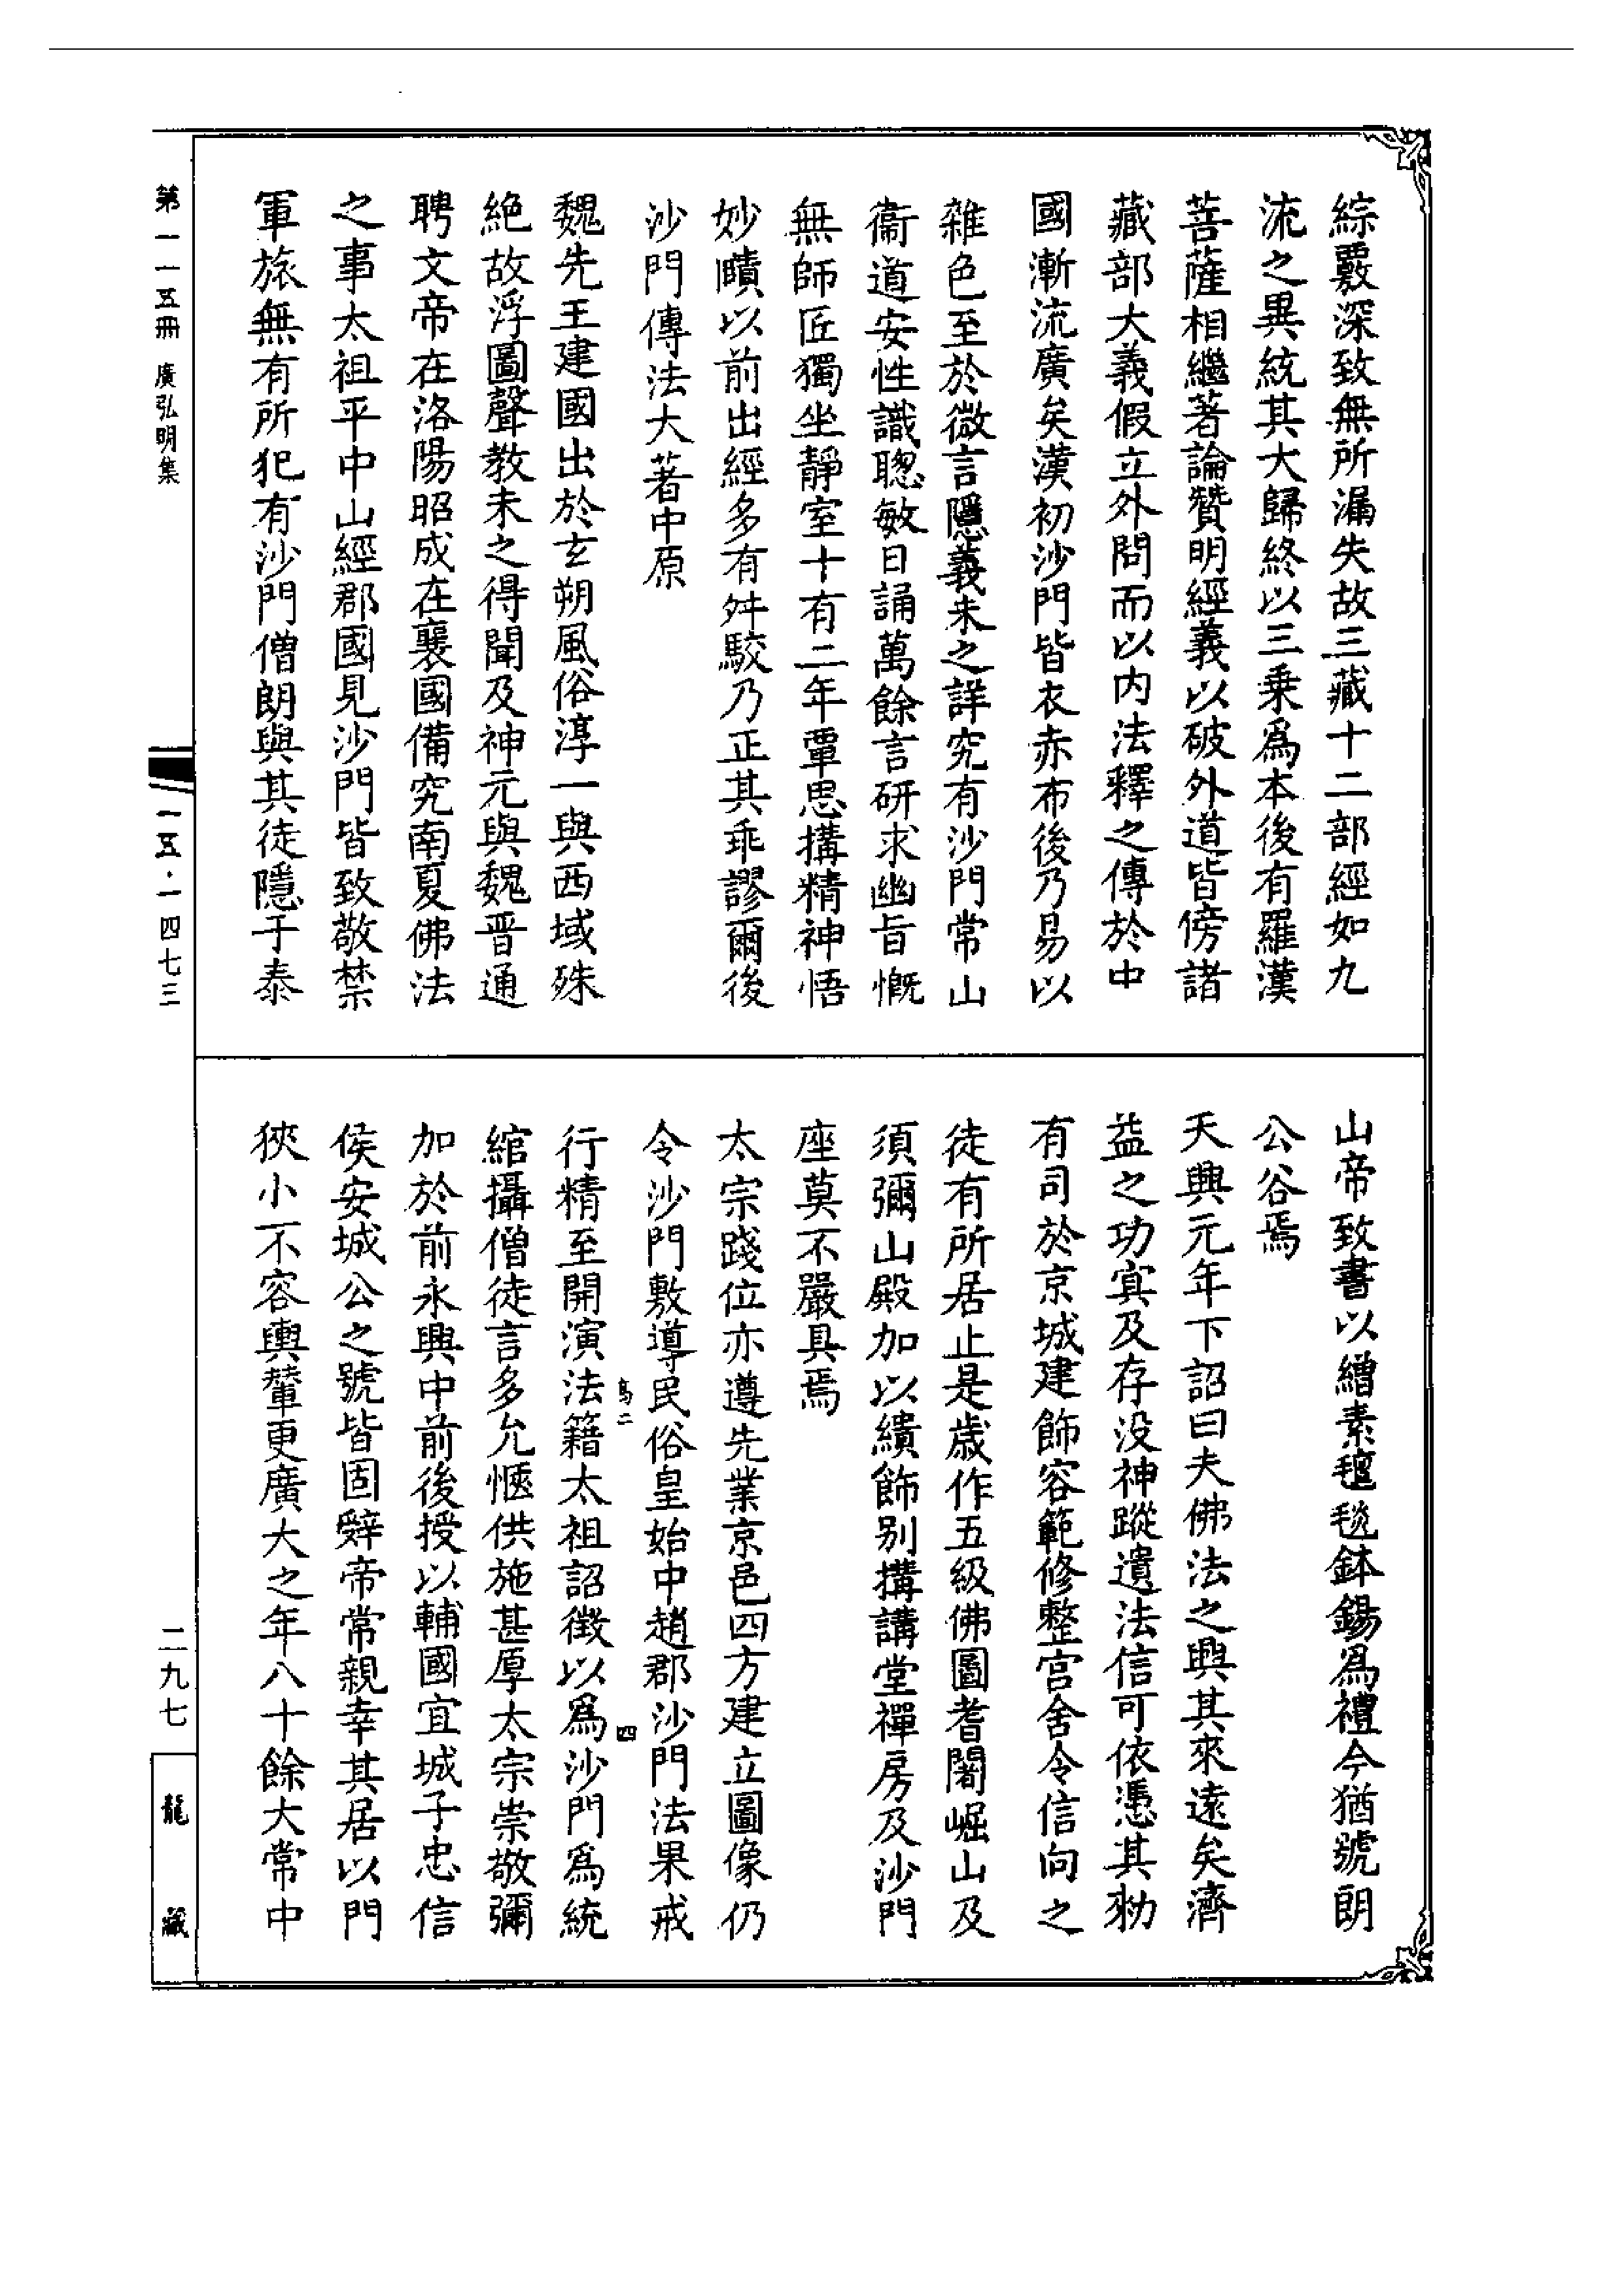 綜覈深致無所漏失故三藏十二部經如九
流之異統其大歸終以三乗爲本後有羅漢
菩薩相繼著論贊明經義以破外道皆傍諸
藏部大義假立外問而以内法釋之傳於中
國漸流廣矣漢初沙門皆衣赤布後乃易以
雜色至於微言隱義未之詳究有沙門常山
衞道安性識聦敏日誦萬餘言研求幽旨慨
無師匠獨坐靜室十有二年覃思搆精神悟
妙賾以前出經多有舛駮乃正其乖謬爾後
沙門傳法大著中原
魏先王建國出於玄朔風俗淳一與西域殊
絕故浮圖聲教未之得聞及神元與魏晉通
聘文帝在洛陽昭成在襄國備究南夏佛法
之事太祖平中山經郡國見沙門皆致敬禁
軍旅無有所犯有沙門僧朗與其徒隱于泰
山帝致書以繒素氊毯鉢錫爲禮今猶號朗
公谷焉
天興元年下詔曰夫佛法之興其來遠矣濟
益之功冥及存没神蹤遺法信可依憑其勑
有司於京城建飾容範修整宫舍令信向之
徒有所居止是歲作五級佛圖耆闍崛山及
須彌山殿加以繢飾别搆講堂禪房及沙門
座莫不嚴具焉
太宗踐位亦遵先業京邑四方建立圖像仍
令沙門敷導民俗皇始中趙郡沙門法果戒
行精至開演法籍太祖詔徴以爲沙門爲統
綰攝僧徒言多允愜供施甚厚太宗崇敬彌
加於前永興中前後授以輔國宜城子忠信
侯安城公之號皆固辭帝常親幸其居以門
狹小不容輿輦更廣大之年八十餘大常中
髙二
四
第一一五冊 廣弘明集
一五·一四七三
二九七
龍藏